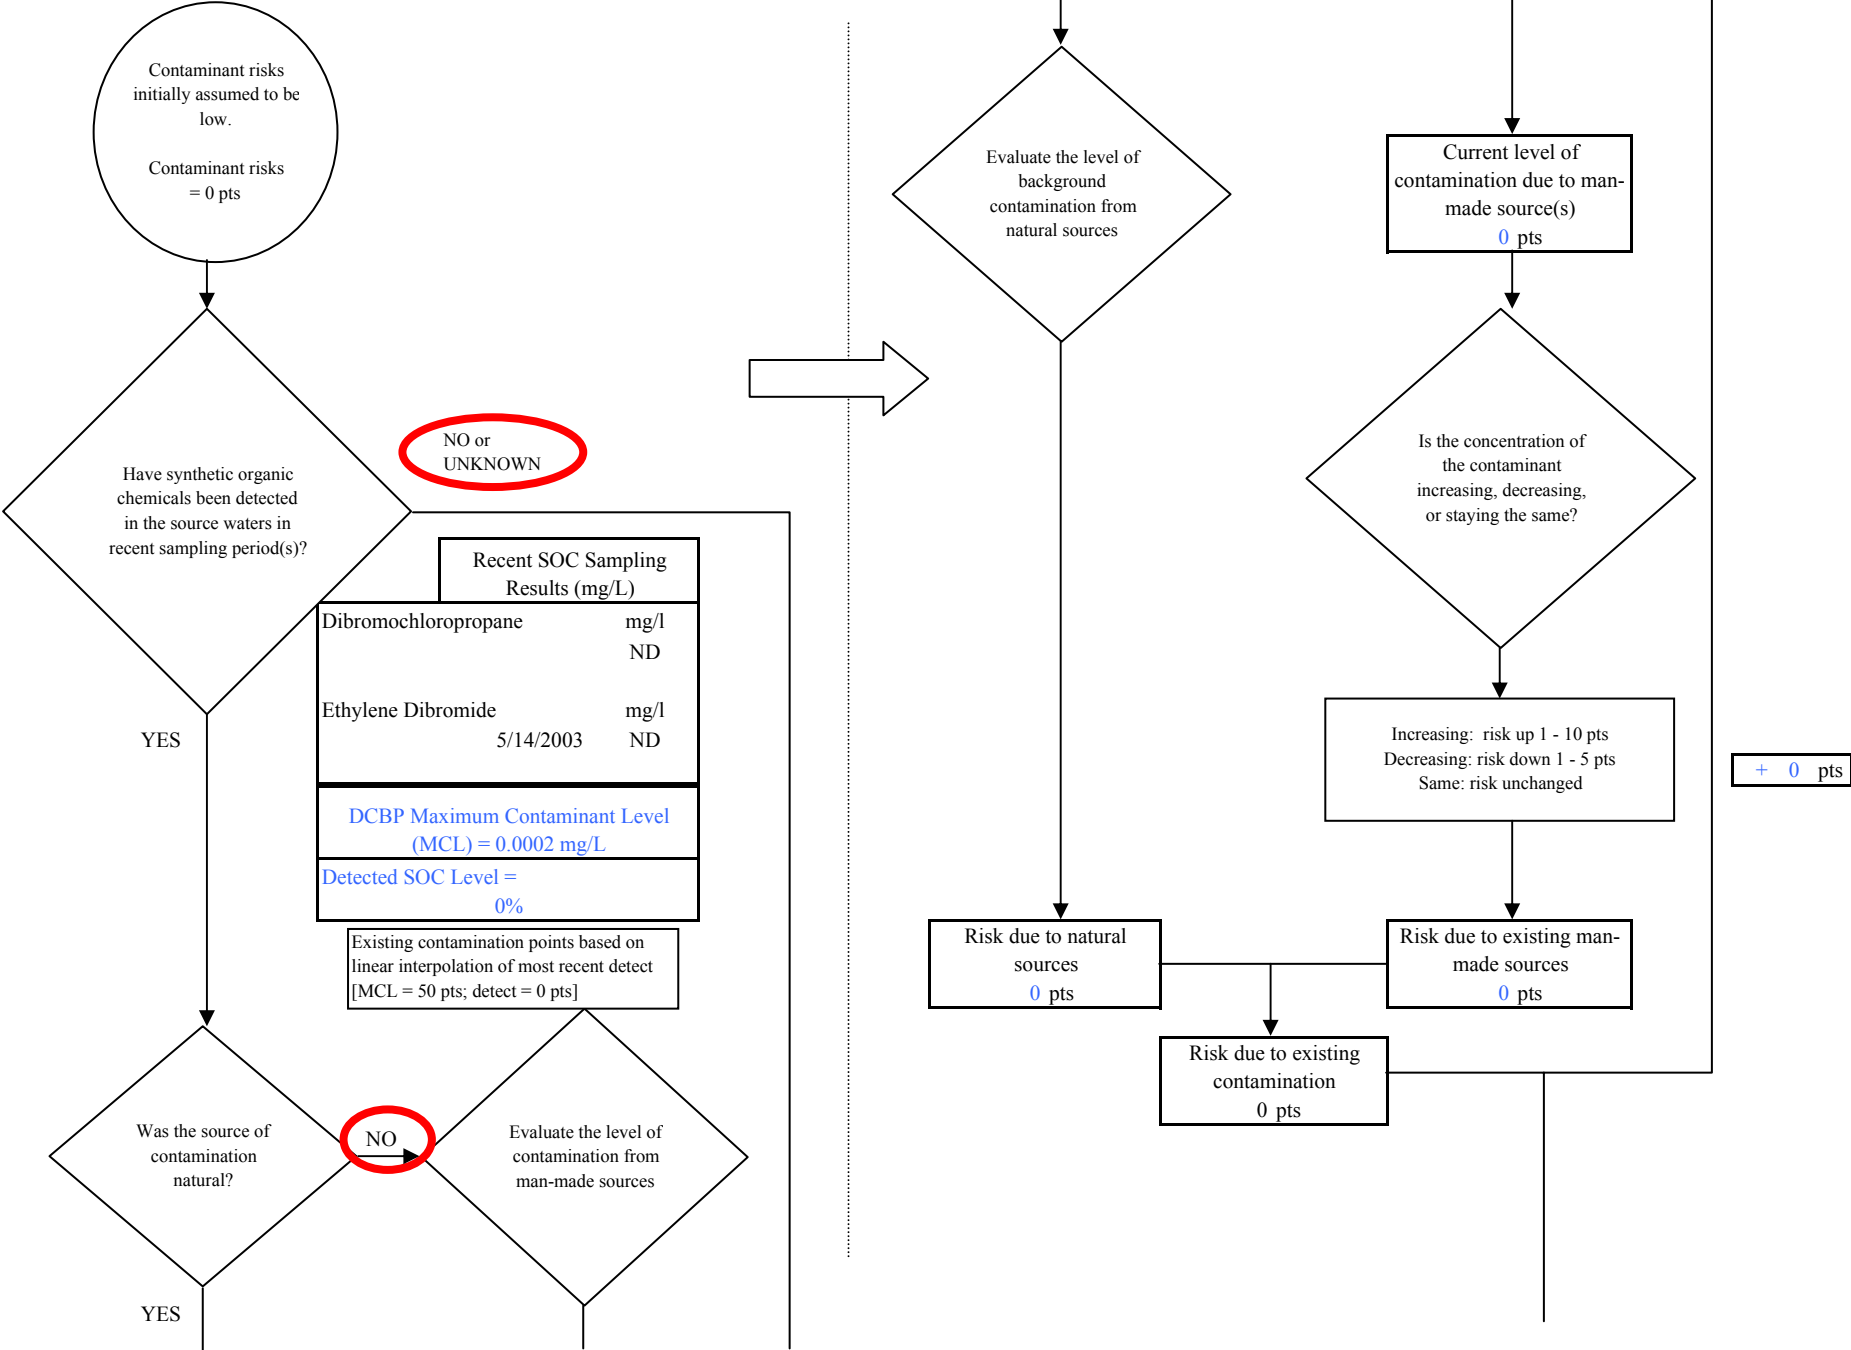 Contaminant risks
initially assumed to be
low.
Contaminant risks
= 0 pts
Have synthetic organic
chemicals been detected
in the source waters in
recent sampling period(s)?
NO or
UNKNOWN
YES
Recent SOC Sampling
Results (mg/L)
Dibromochloropropane mg/l
ND
Ethylene Dibromide mg/l
5/14/2003 ND
DCBP Maximum Contaminant Level
(MCL) = 0.0002 mg/L
Detected SOC Level =
0%
Existing contamination points based on
linear interpolation of most recent detect
[MCL = 50 pts; detect = 0 pts]
Was the source of
contamination
natural?
NO
YES
Evaluate the level of
contamination from
man-made sources
Evaluate the level of
background
contamination from
natural sources
Current level of
contamination due to man-
made source(s)
0 pts
Is the concentration of
the contaminant
increasing, decreasing,
or staying the same?
Increasing: risk up 1 - 10 pts
Decreasing: risk down 1 - 5 pts
Same: risk unchanged
+ 0 pts
Risk due to natural
sources
0 pts
Risk due to existing man-
made sources
0 pts
Risk due to existing
contamination
0 pts